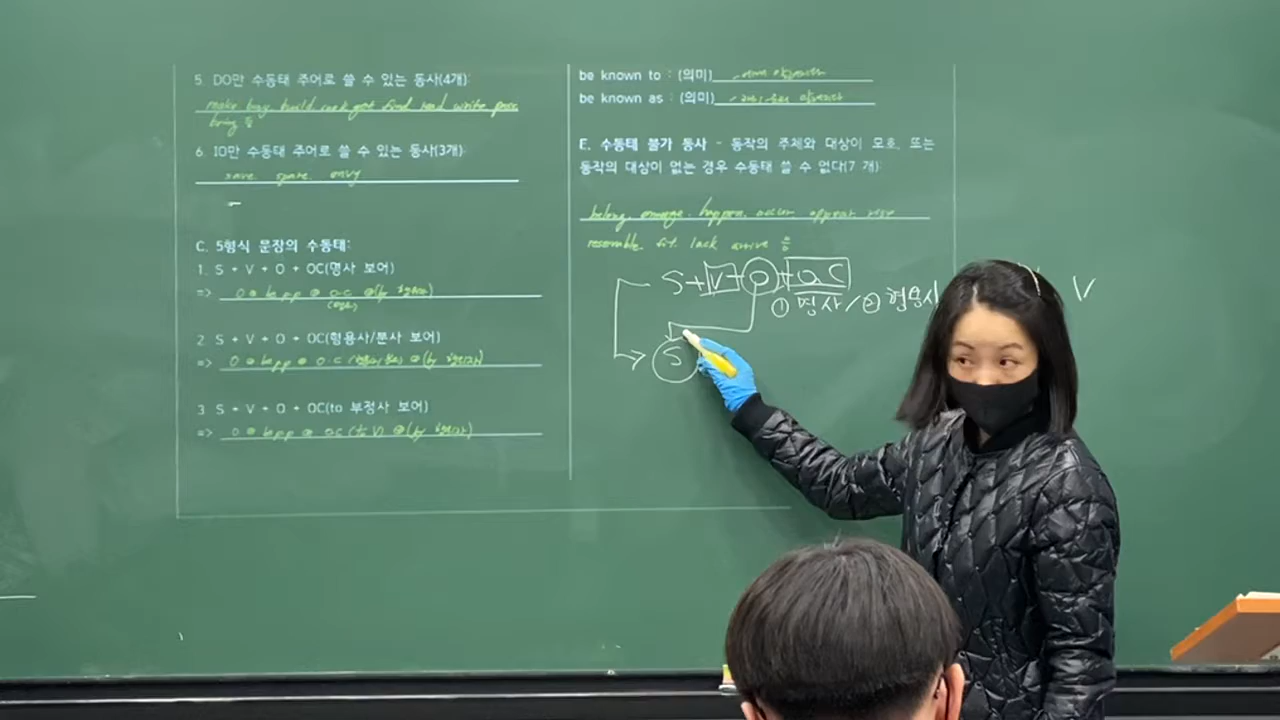 5. DO만 수동태 주어로 쓸 수 있는 동사(4개):
make buy build cook get find read write
bring 등
6. IO만 수동태 주어로 쓸 수 있는 동사(3개):
save spare envy
C. 5형식 문장의 수동태:
1. S + V + O + OC(명사 보어)
=>
2 S + V + O + OC(형용사/분사 보어)
=>
3 S + V + O + OC(to 부정사 보어)
=>
be known to : (의미)
be known as : (의미)
E. 수동태 불가 동사 - 동작의 주체와 대상이 모호, 또는
동작의 대상이 없는 경우 수동태 쓸 수 없다(7 개):
belong emerge. happen. occur appear rise
resemble. fit. lack arrive 등
S+V+O+OC
① 명사/② 형용사
V
S